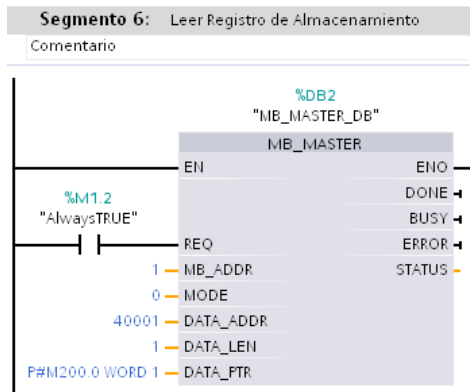 Segmento 6: Leer Registro de Almacenamiento
Comentario
%DB2
"MB_MASTER_DB"
MB_MASTER
EN ENO
%M1.2 DONE
"AlwaysTRUE" BUSY
REQ ERROR
1 MB_ADDR STATUS
0 MODE
40001 DATA_ADDR
1 DATA_LEN
P#M200.0 WORD 1 DATA_PTR